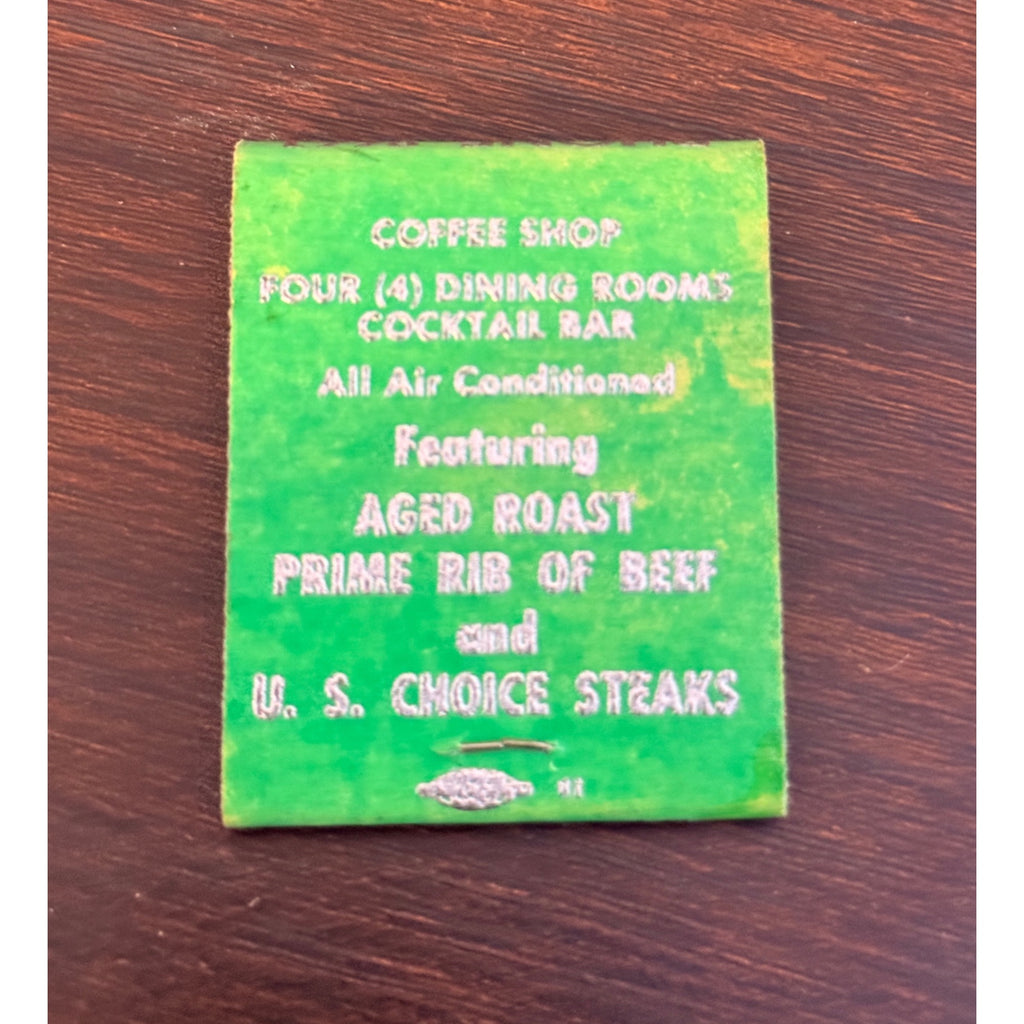 COFFEE SHOP
FOUR (4) DINING ROOMS
COCKTAIL BAR
All Air Conditioned
Featuring
AGED ROAST
PRIME RIB OF BEEF
and
U. S. CHOICE STEAKS